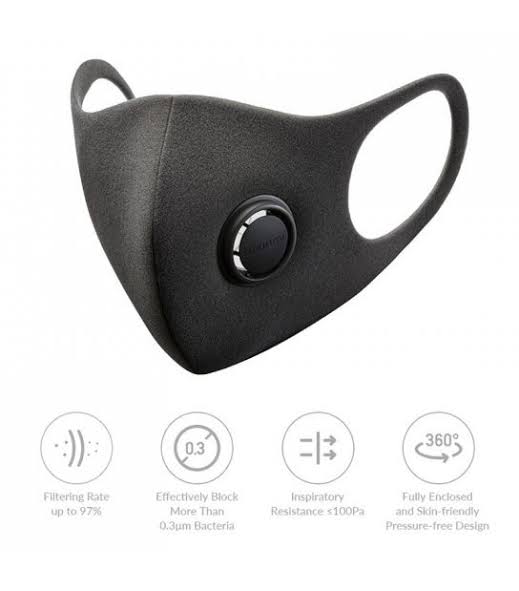 0.3
360°
Filtering Rate
up to 97%
Effectively Block
More Than
0.3μm Bacteria
Inspiratory
Resistance ≤100Pa
Fully Enclosed
and Skin-friendly
Pressure-free Design